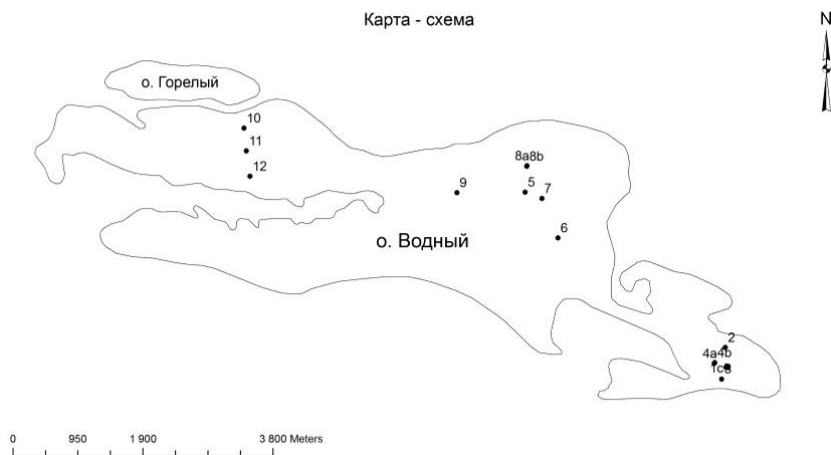 Карта - схема
N
о. Горелый
10
11
12
8a8b
9
5
7
о. Водный
6
2
4a4b
0
950
1 900
3 800 Meters